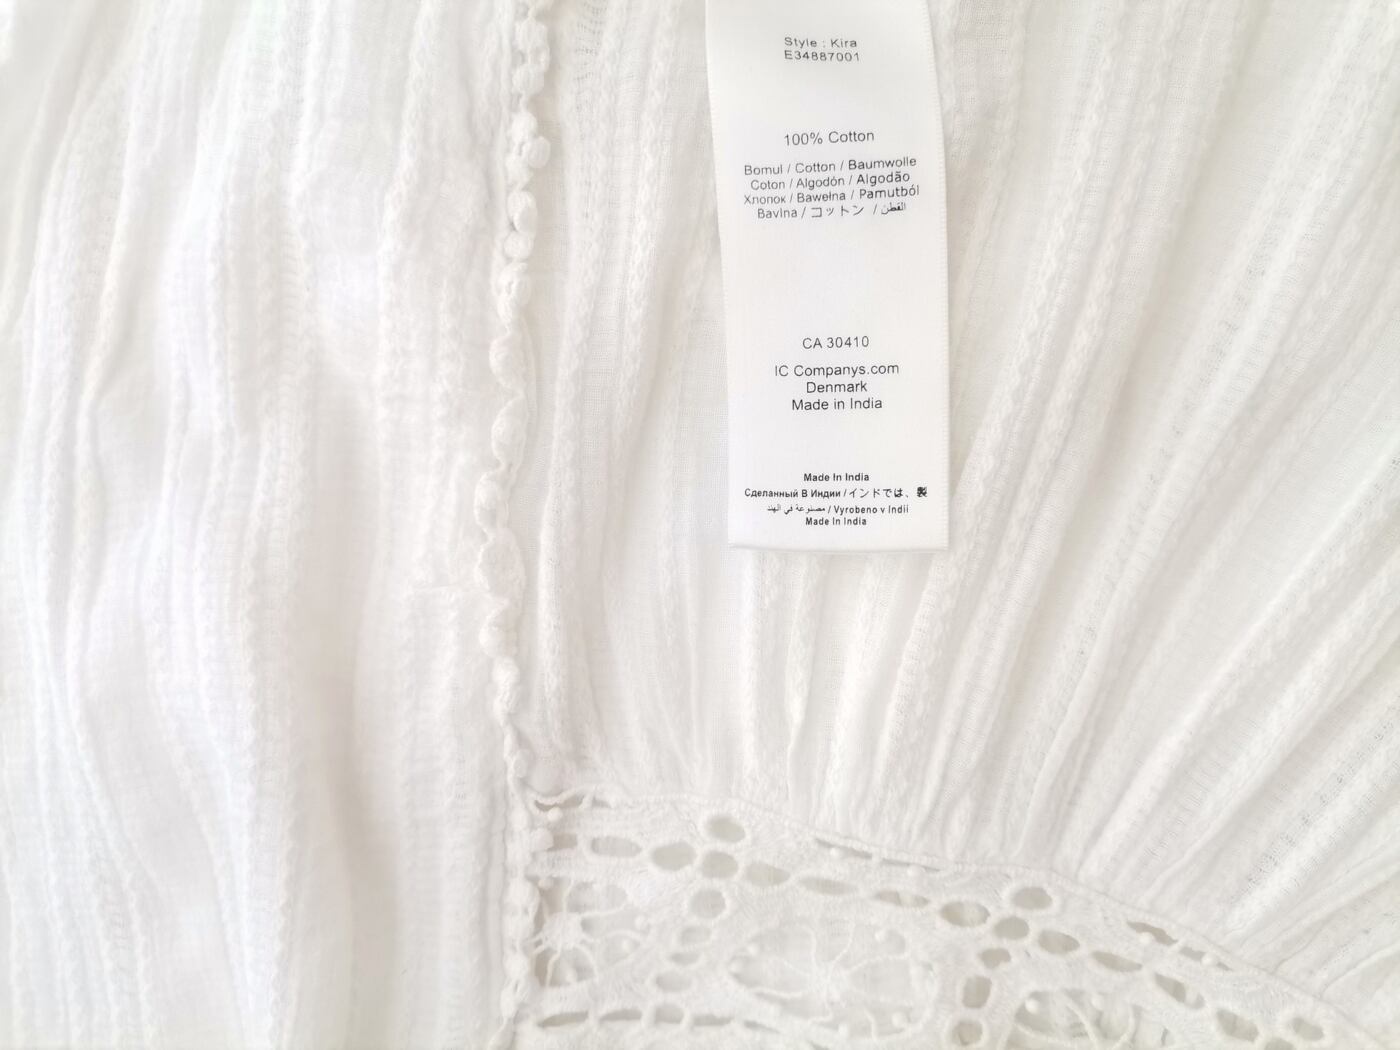 Style : Kira
E34887001
100% Cotton
Bomul / Cotton / Baumwolle
Coton / Algodón / Algodão
Хлопок / Bawełna / Pamutból
Bavlna / コットン / القطن
CA 30410
IC Companys.com
Denmark
Made in India
Made In India
Сделанный В Индии / インドでは、製
مصنوعة في الهند / Vyrobeno v Indii
Made In India